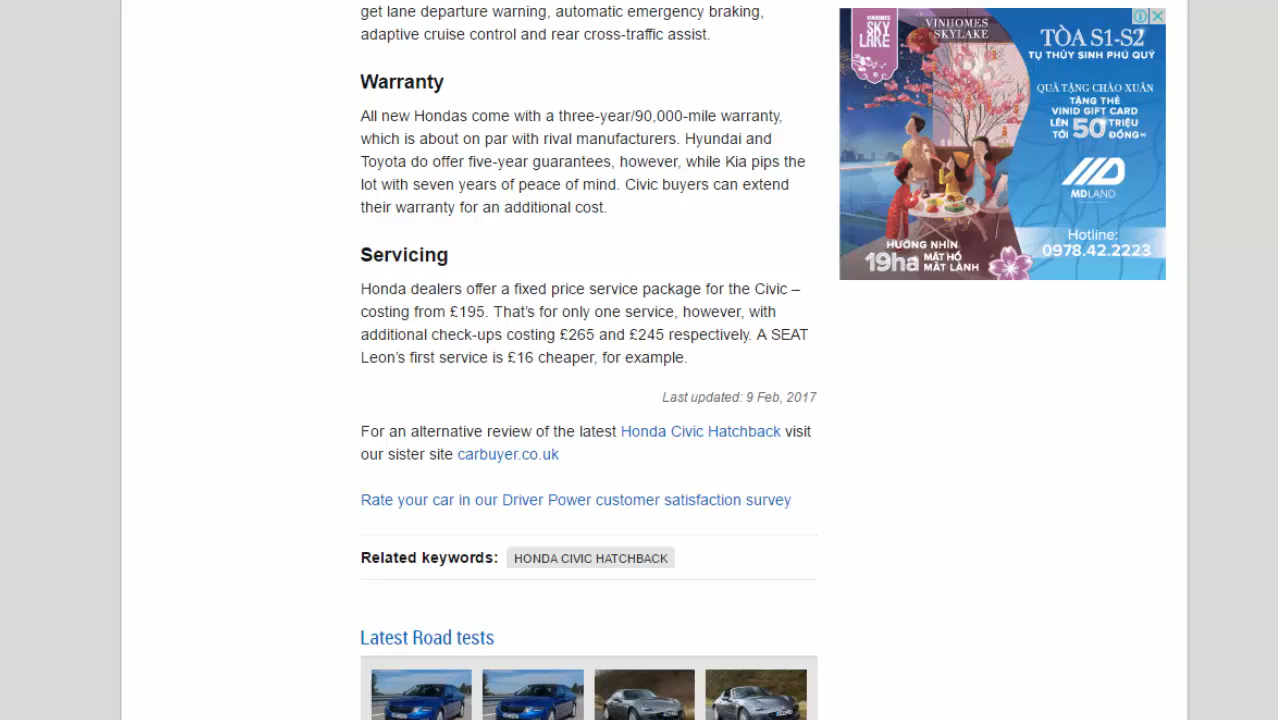 get lane departure warning, automatic emergency braking,
adaptive cruise control and rear cross-traffic assist.
Warranty
All new Hondas come with a three-year/90,000-mile warranty,
which is about on par with rival manufacturers. Hyundai and
Toyota do offer five-year guarantees, however, while Kia pips the
lot with seven years of peace of mind. Civic buyers can extend
their warranty for an additional cost.
Servicing
Honda dealers offer a fixed price service package for the Civic –
costing from £195. That's for only one service, however, with
additional check-ups costing £265 and £245 respectively. A SEAT
Leon's first service is £16 cheaper, for example.
Last updated: 9 Feb, 2017
For an alternative review of the latest Honda Civic Hatchback visit
our sister site carbuyer.co.uk
Rate your car in our Driver Power customer satisfaction survey
Related keywords: HONDA CIVIC HATCHBACK
Latest Road tests
VINHOMES
SKY
LAKE
VINHOMES
SKYLAKE
TÒA S1-S2
TỤ THỦY SINH PHÚ QUÝ
QUÀ TẶNG CHÀO XUÂN
TẶNG THẺ
VINID GIFT CARD
LÊN TỚI 50 TRIỆU ĐỒNG
MDLAND
Hotline:
0978.42.2223
HƯỚNG NHÌN
19ha MẶT HỒ
MÁT LÀNH